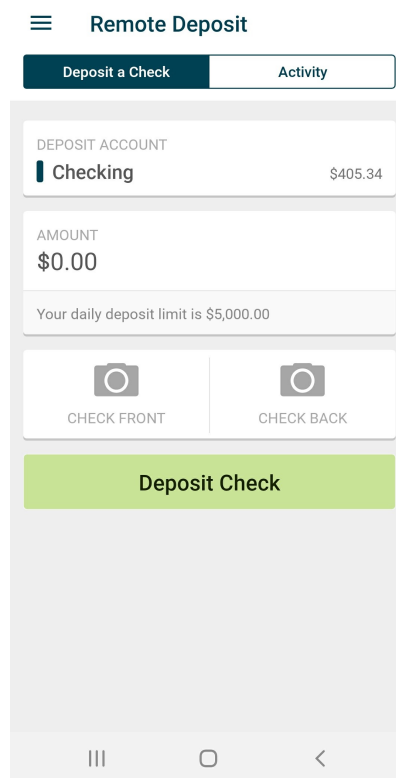 Remote Deposit
Deposit a Check
Activity
DEPOSIT ACCOUNT
Checking
$405.34
AMOUNT
$0.00
Your daily deposit limit is $5,000.00
CHECK FRONT
CHECK BACK
Deposit Check